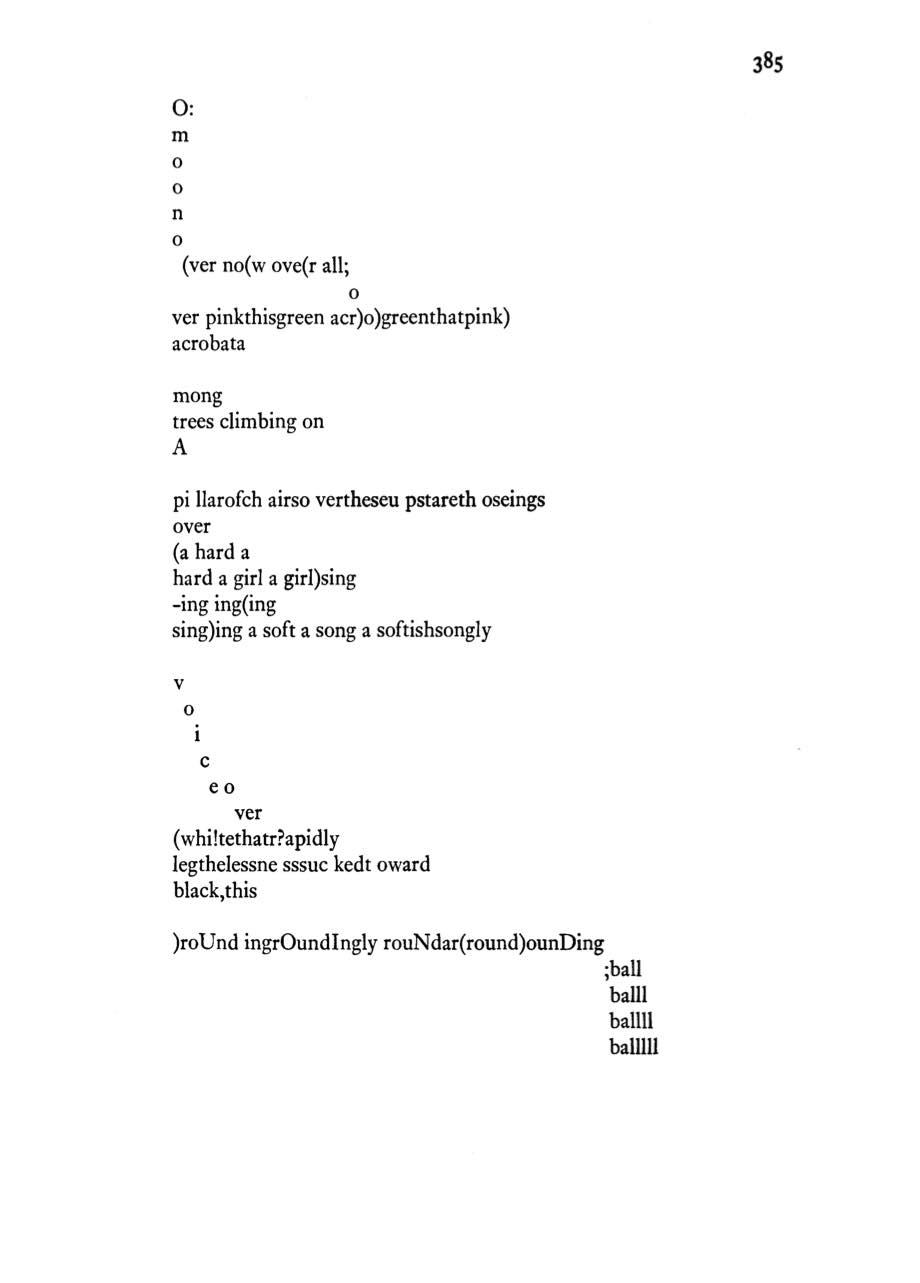 385
O:
m
o
o
n
o
(ver no(w ove(r all;
o
ver pinkthisgreen acr)o)greenthatpink)
acrobata
mong
trees climbing on
A
pi llarofch airso vertheseu pstareth oseings
over
(a hard a
hard a girl a girl)sing
-ing ing(ing
sing)ing a soft a song a softishsongly
v
o
i
c
e o
ver
(whi!tethatr?apidly
legthelessne sssuc kedt oward
black,this
)roUnd ingrOundIngly rouNdar(round)ounDing
;ball
balll
ballll
balllll